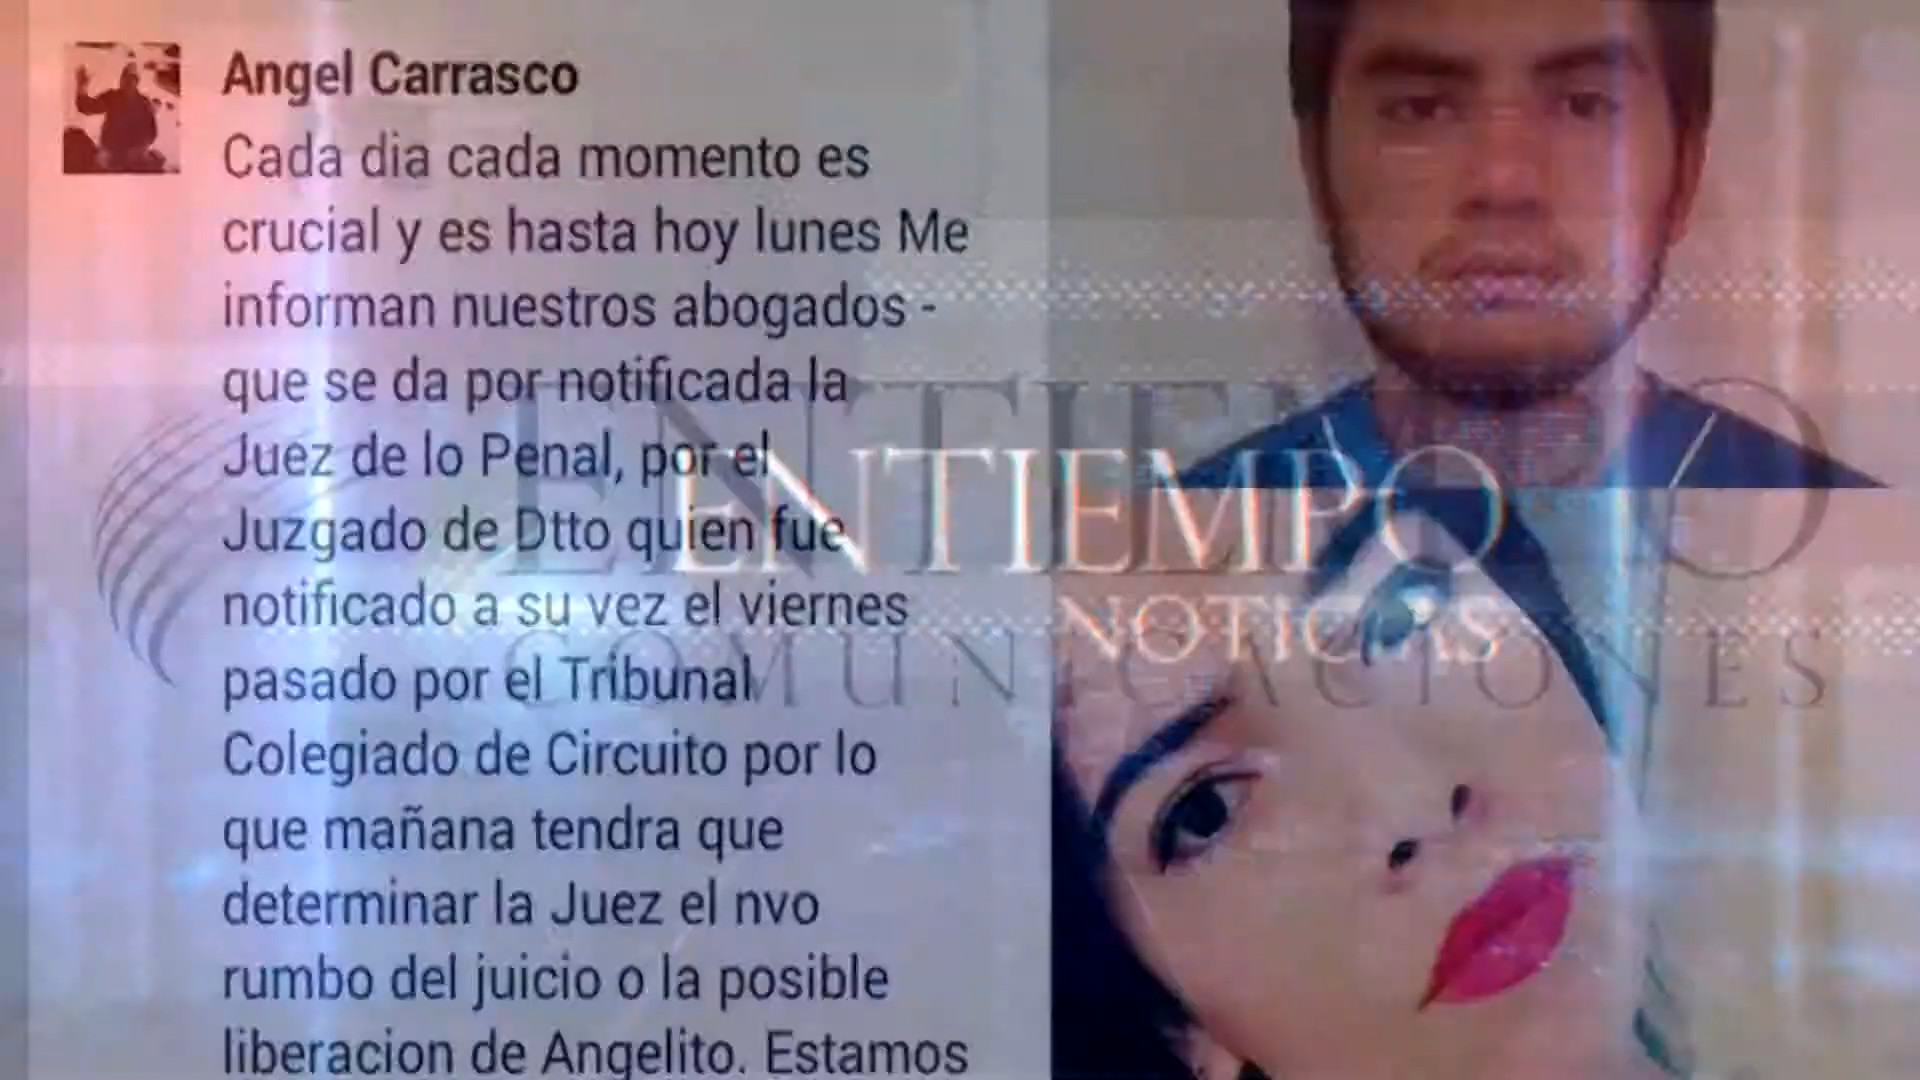 Angel Carrasco
Cada dia cada momento es
crucial y es hasta hoy lunes Me
informan nuestros abogados -
que se da por notificada la
Juez de lo Penal, por el
Juzgado de Dtto quien fue
notificado a su vez el viernes
pasado por el Tribunal
Colegiado de Circuito por lo
que mañana tendra que
determinar la Juez el nvo
rumbo del juicio o la posible
liberacion de Angelito. Estamos
ENTIEMPO
COMUNICACIONES
ENTIEMPO
NOTICIAS